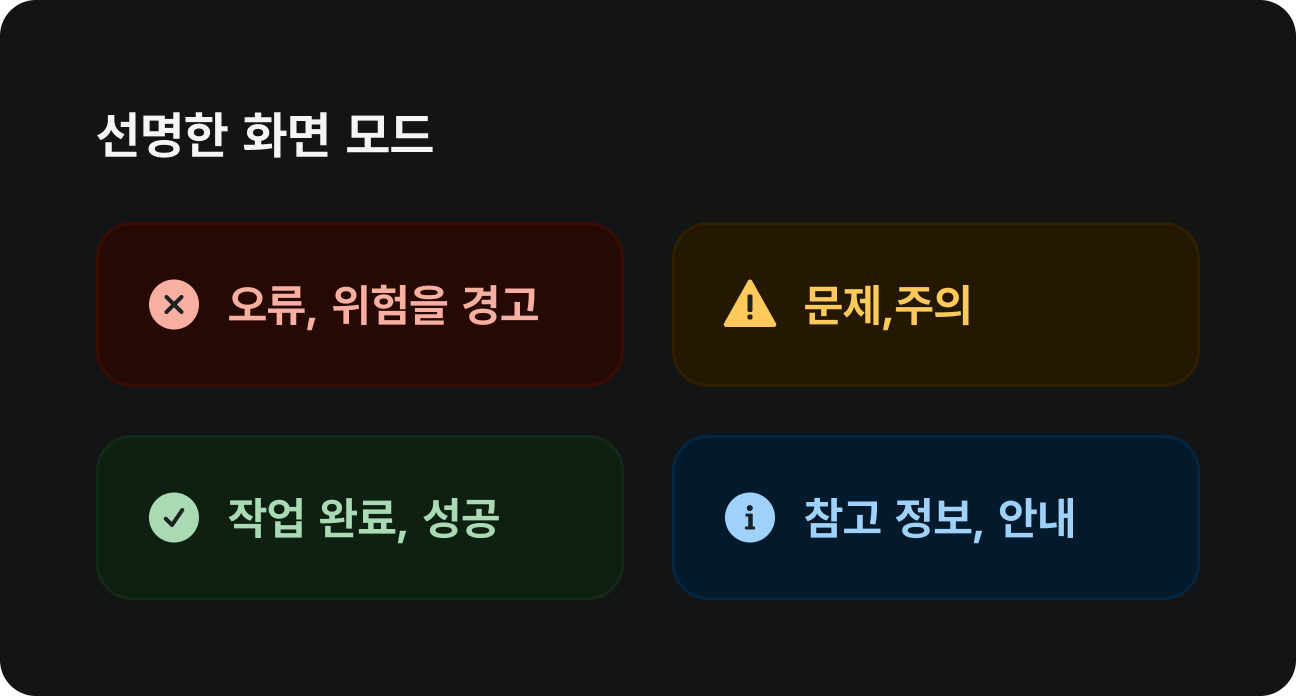 선명한 화면 모드
오류, 위험을 경고
문제,주의
작업 완료, 성공
참고 정보, 안내